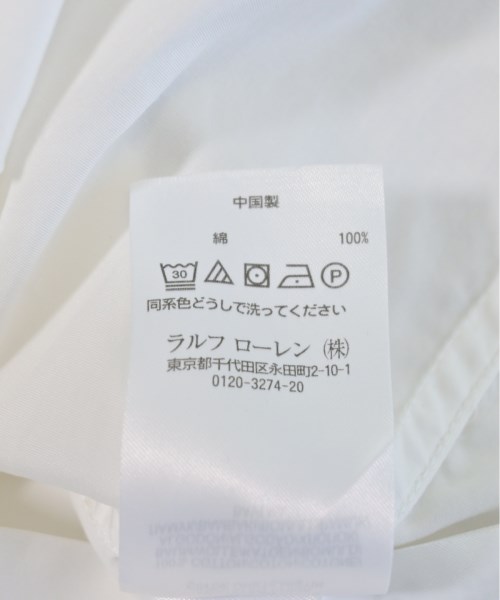 中国製
綿 100%
30 P
同系色どうしで洗ってください
ラルフ ローレン (株)
東京都千代田区永田町2-10-1
0120-3274-20